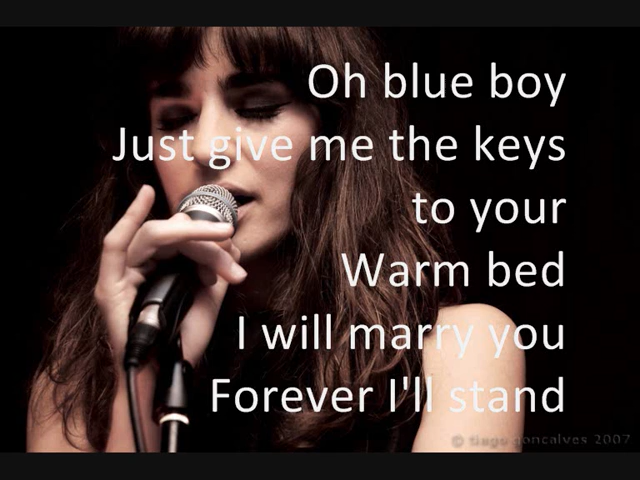 Oh blue boy
Just give me the keys
to your
Warm bed
I will marry you
Forever I'll stand
© tiago goncalves 2007